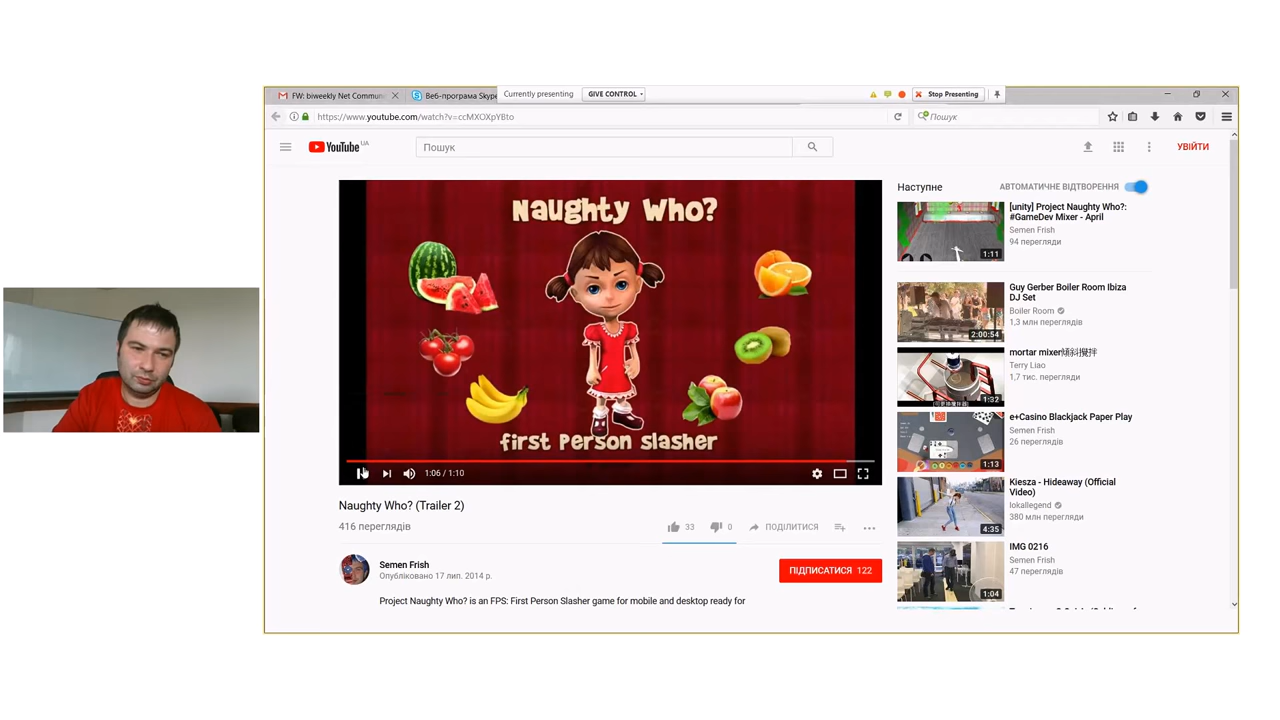 FW: biweekly Net Commun
Веб-програма Skype
Currently presenting
GIVE CONTROL
Stop Presenting
https://www.youtube.com/watch?v=ccMXOXpYBto
Пошук
YouTube UA
Пошук
УВІЙТИ
Naughty Who?
first Person slasher
1:06 / 1:10
Naughty Who? (Trailer 2)
416 переглядів
33
0
ПОДІЛИТИСЯ
Semen Frish
Опубліковано 17 лип. 2014 р.
ПІДПИСАТИСЯ 122
Project Naughty Who? is an FPS: First Person Slasher game for mobile and desktop ready for
Наступне
АВТОМАТИЧНЕ ВІДТВОРЕННЯ
[unity] Project Naughty Who?:
#GameDev Mixer - April
Semen Frish
94 перегляди
1:11
Guy Gerber Boiler Room Ibiza
DJ Set
Boiler Room
1,3 млн переглядів
2:00:54
mortar mixer傾斜攪拌
Terry Liao
1,7 тис. перегляди
1:32
e+Casino Blackjack Paper Play
Semen Frish
26 перегляди
1:13
Kiesza - Hideaway (Official
Video)
lokallegend
380 млн переглядів
4:35
IMG 0216
Semen Frish
47 перегляди
1:04